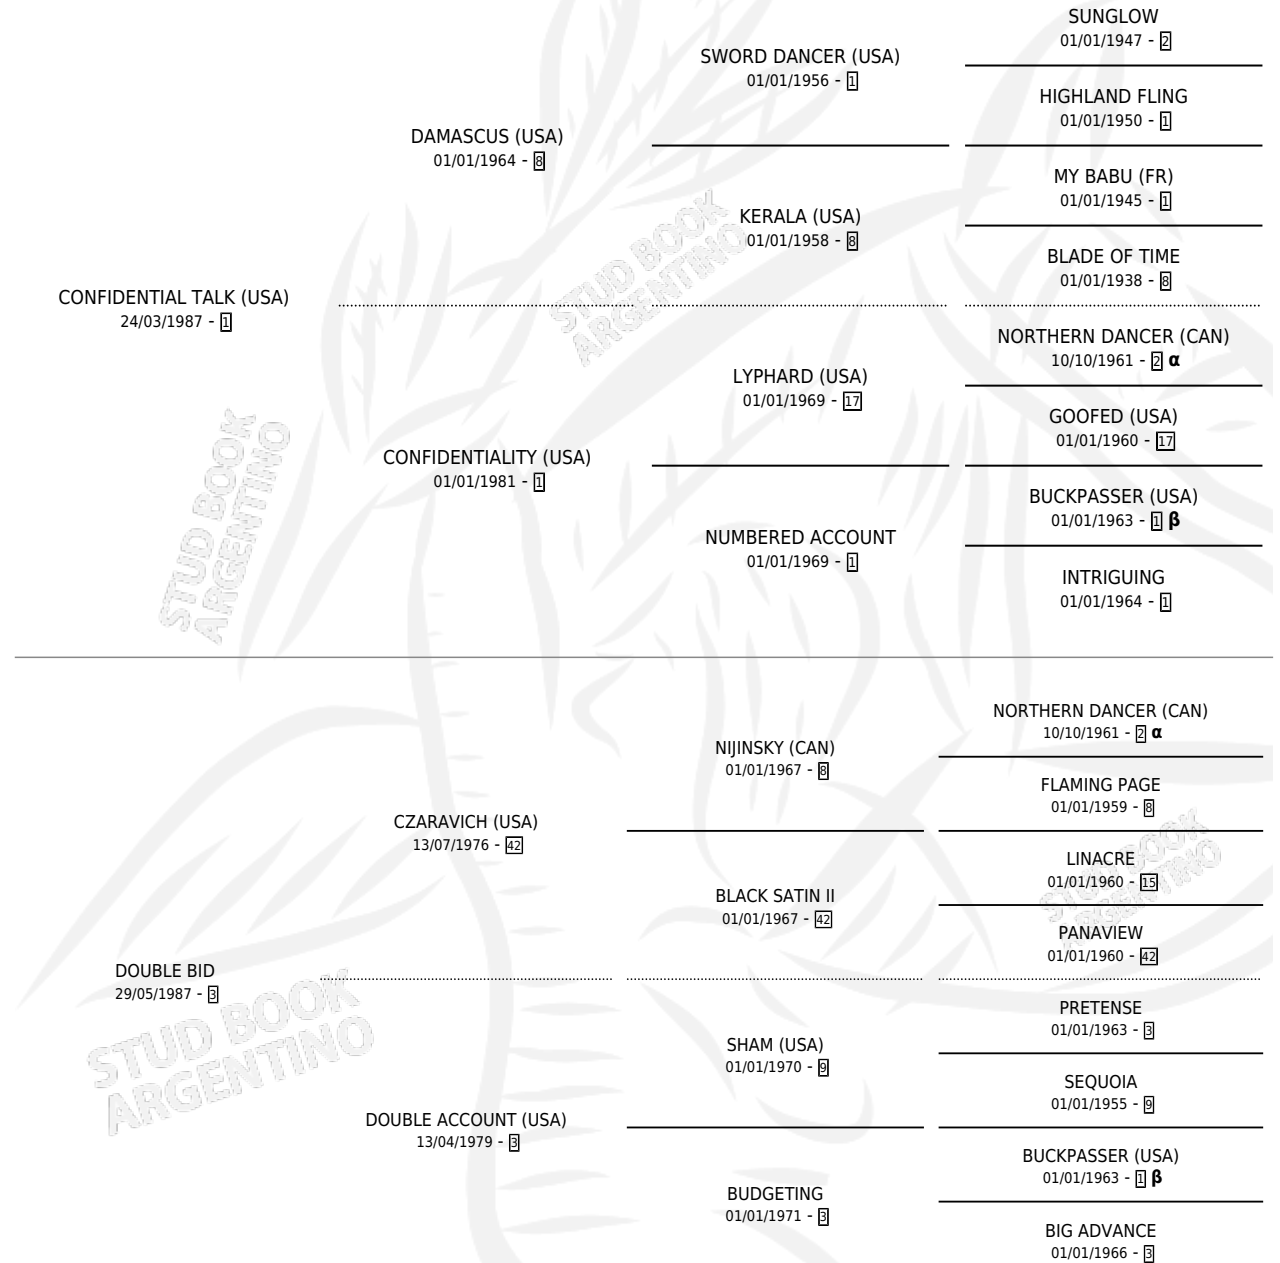 SUNGLOW
01/01/1947 - 2
SWORD DANCER (USA)
01/01/1956 - 1
HIGHLAND FLING
01/01/1950 - 1
DAMASCUS (USA)
01/01/1964 - 8
MY BABU (FR)
01/01/1945 - 1
KERALA (USA)
01/01/1958 - 8
BLADE OF TIME
01/01/1938 - 8
CONFIDENTIAL TALK (USA)
24/03/1987 - 1
NORTHERN DANCER (CAN)
10/10/1961 - 2 α
LYPHARD (USA)
01/01/1969 - 17
GOOFED (USA)
01/01/1960 - 17
CONFIDENTIALITY (USA)
01/01/1981 - 1
BUCKPASSER (USA)
01/01/1963 - 1 β
NUMBERED ACCOUNT
01/01/1969 - 1
INTRIGUING
01/01/1964 - 1
NORTHERN DANCER (CAN)
10/10/1961 - 2 α
NIJINSKY (CAN)
01/01/1967 - 8
FLAMING PAGE
01/01/1959 - 8
CZARAVICH (USA)
13/07/1976 - 42
LINACRE
01/01/1960 - 15
BLACK SATIN II
01/01/1967 - 42
PANAVIEW
01/01/1960 - 42
DOUBLE BID
29/05/1987 - 3
PRETENSE
01/01/1963 - 3
SHAM (USA)
01/01/1970 - 9
SEQUOIA
01/01/1955 - 9
DOUBLE ACCOUNT (USA)
13/04/1979 - 3
BUCKPASSER (USA)
01/01/1963 - 1 β
BUDGETING
01/01/1971 - 3
BIG ADVANCE
01/01/1966 - 3
STUD BOOK
ARGENTINO
STUD BOOK
ARGENTINO
STUD BOOK
ARGENTINO
STUD BOOK
ARGENTINO